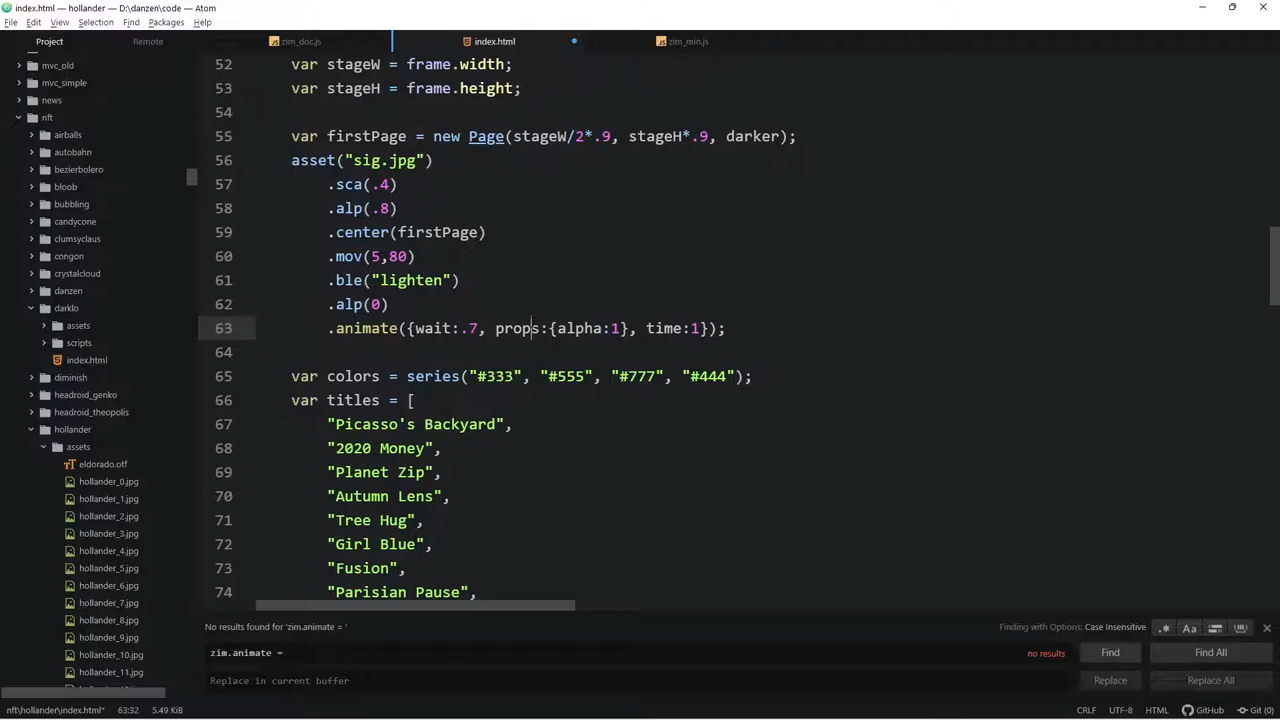 index.html — hollander — D:\danzen\code — Atom
File Edit View Selection Find Packages Help
Project Remote zim_doc.js index.html zim_min.js
mvc_old
mvc_simple
news
nft
airballs
autobahn
bezierbolero
bloob
bubbling
candycone
clumsyclaus
congon
crystalcloud
danzen
darklo
assets
scripts
index.html
diminish
headroid_genko
headroid_theopolis
hollander
assets
eldorado.otf
hollander_0.jpg
hollander_1.jpg
hollander_2.jpg
hollander_3.jpg
hollander_4.jpg
hollander_5.jpg
hollander_6.jpg
hollander_7.jpg
hollander_8.jpg
hollander_9.jpg
hollander_10.jpg
hollander_11.jpg
52 var stageW = frame.width;
53 var stageH = frame.height;
54
55 var firstPage = new Page(stageW/2*.9, stageH*.9, darker);
56 asset("sig.jpg")
57 .sca(.4)
58 .alp(.8)
59 .center(firstPage)
60 .mov(5,80)
61 .ble("lighten")
62 .alp(0)
63 .animate({wait:.7, props:{alpha:1}, time:1});
64
65 var colors = series("#333", "#555", "#777", "#444");
66 var titles = [
67 "Picasso's Backyard",
68 "2020 Money",
69 "Planet Zip",
70 "Autumn Lens",
71 "Tree Hug",
72 "Girl Blue",
73 "Fusion",
74 "Parisian Pause",
No results found for 'zim.animate = '
Finding with Options: Case Insensitive .* Aa
zim.animate = no results Find Find All
Replace in current buffer Replace Replace All
nft\hollander\index.html* 63:32 5.49 KiB CRLF UTF-8 HTML GitHub Git (0)